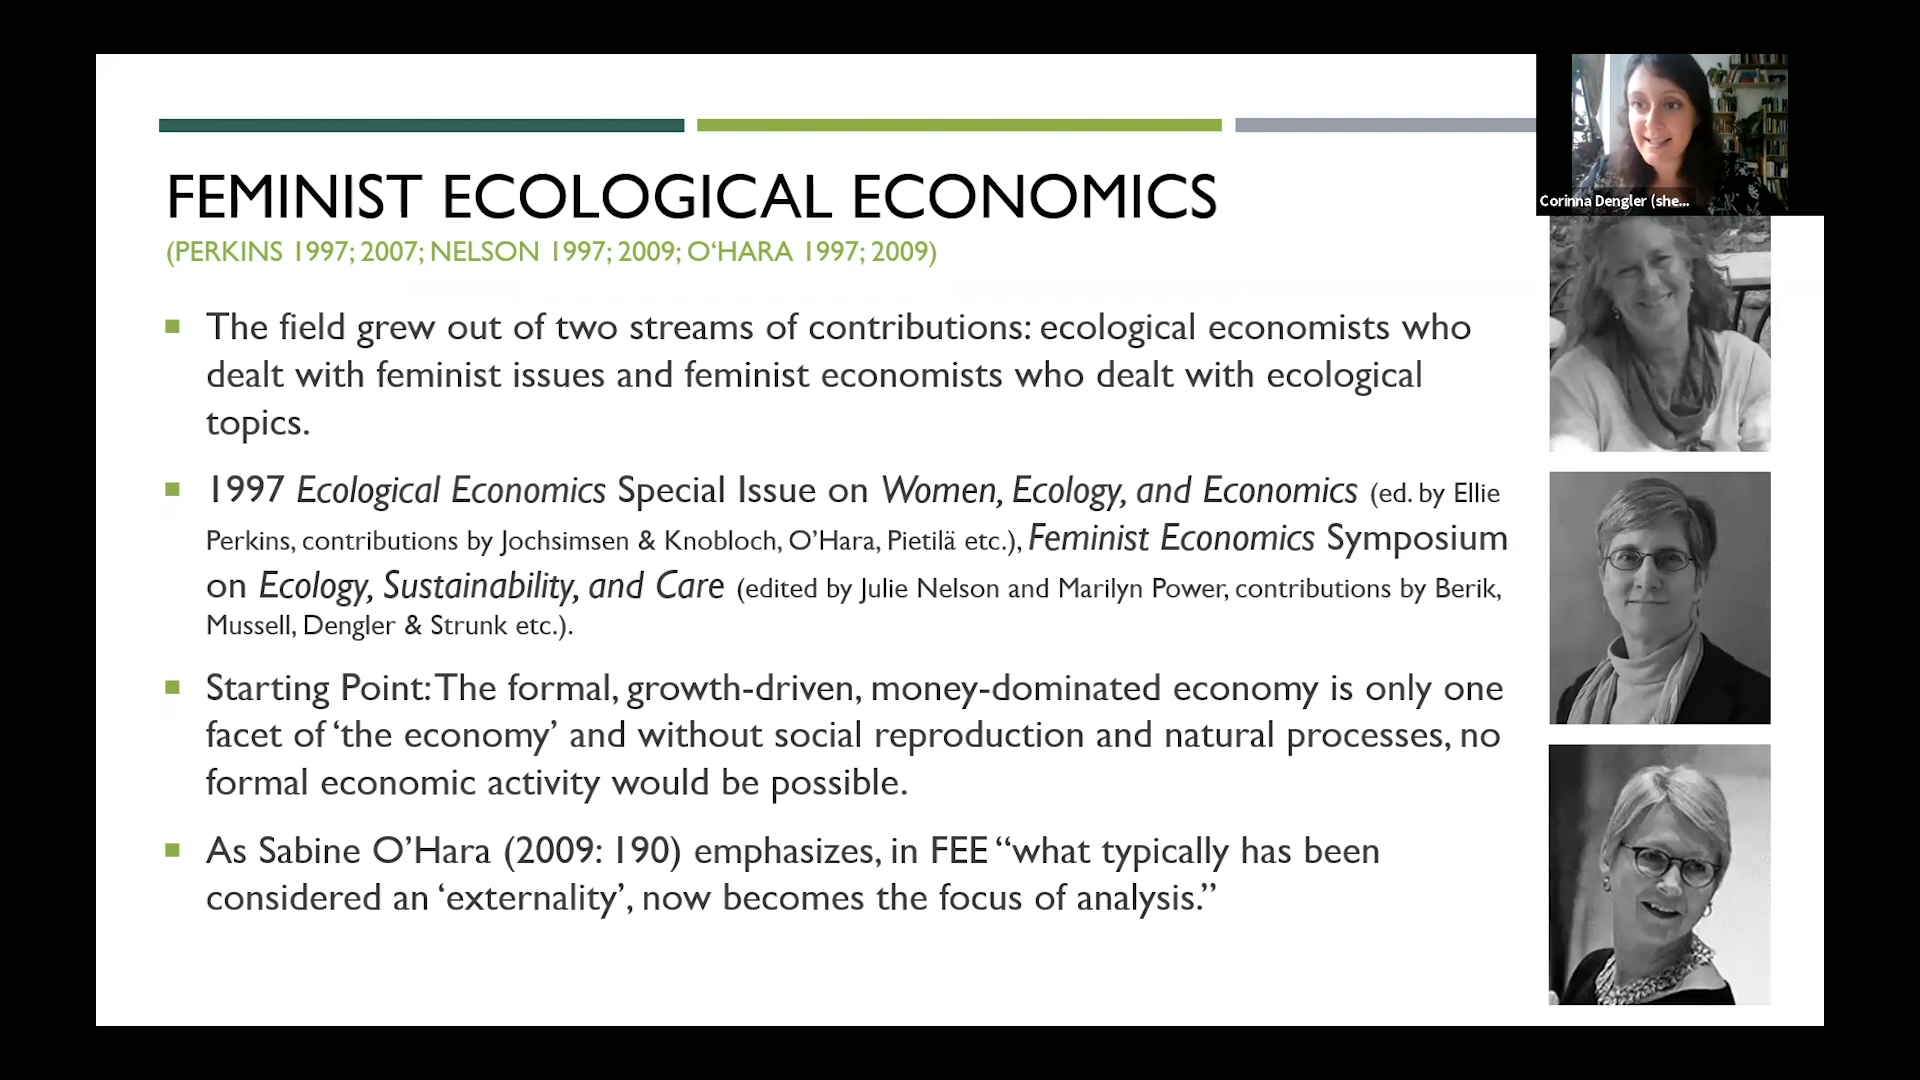 FEMINIST ECOLOGICAL ECONOMICS
(PERKINS 1997; 2007; NELSON 1997; 2009; O‘HARA 1997; 2009)
Corinna Dengler (she...
The field grew out of two streams of contributions: ecological economists who
dealt with feminist issues and feminist economists who dealt with ecological
topics.
1997 Ecological Economics Special Issue on Women, Ecology, and Economics (ed. by Ellie
Perkins, contributions by Jochsimsen & Knobloch, O’Hara, Pietilä etc.), Feminist Economics Symposium
on Ecology, Sustainability, and Care (edited by Julie Nelson and Marilyn Power, contributions by Berik,
Mussell, Dengler & Strunk etc.).
Starting Point: The formal, growth-driven, money-dominated economy is only one
facet of ‘the economy’ and without social reproduction and natural processes, no
formal economic activity would be possible.
As Sabine O’Hara (2009: 190) emphasizes, in FEE “what typically has been
considered an ‘externality’, now becomes the focus of analysis.”